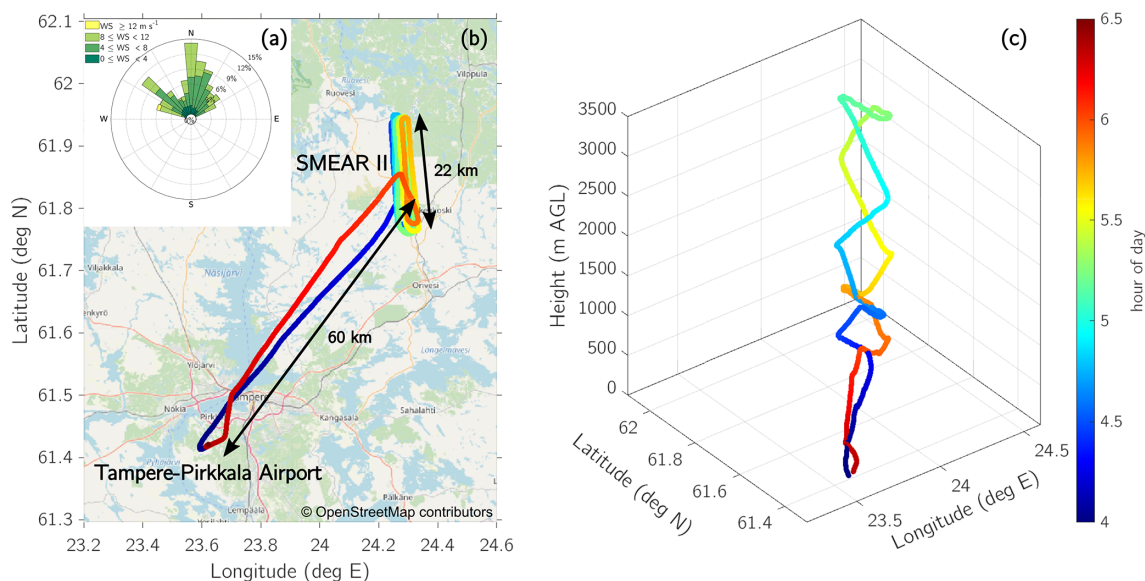 WS ≥ 12 m s⁻¹
8 ≤ WS < 12
4 ≤ WS < 8
0 ≤ WS < 4
(a)
N
15%
12%
9%
6%
0%
W
E
S
(b)
62.1
62
61.9
61.8
61.7
61.6
61.5
61.4
61.3
Latitude (deg N)
Vilppula
Ruovesi
Ruovesi
SMEAR II
22 km
Viljakkala
Näsijärvi
Orivesi
60 km
Längelmävesi
Ylöjärvi
Nokia
Kangasala
Sahalahti
Pyhäjärvi
Tampere-Pirkkala Airport
Pälkäne
Lempäälä
© OpenStreetMap contributors
23.2
23.4
23.6
23.8
24
24.2
24.4
24.6
Longitude (deg E)
(c)
3500
3000
2500
2000
1500
1000
500
0
Height (m AGL)
62
61.8
61.6
61.4
Latitude (deg N)
23.5
24
24.5
Longitude (deg E)
6.5
6
5.5
5
4.5
4
hour of day